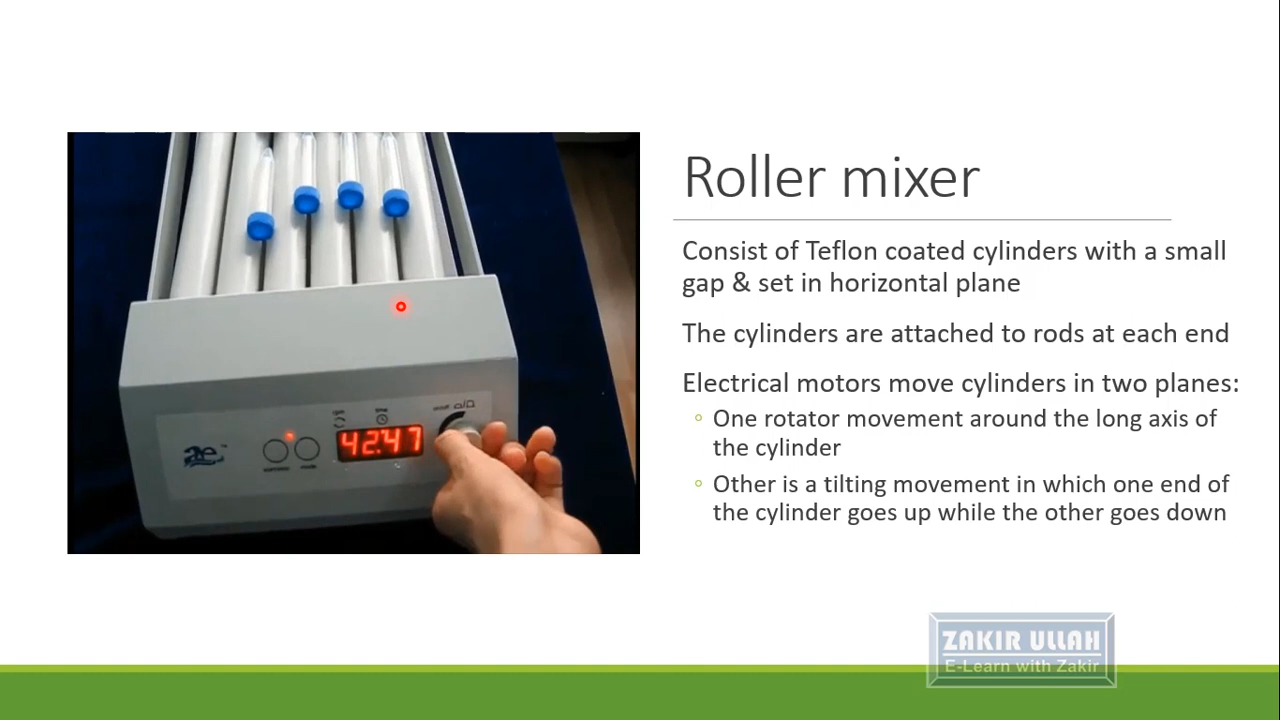 Roller mixer
Consist of Teflon coated cylinders with a small
gap & set in horizontal plane
The cylinders are attached to rods at each end
Electrical motors move cylinders in two planes:
One rotator movement around the long axis of
the cylinder
Other is a tilting movement in which one end of
the cylinder goes up while the other goes down
42:47
ZAKIR ULLAH
E-Learn with Zakir